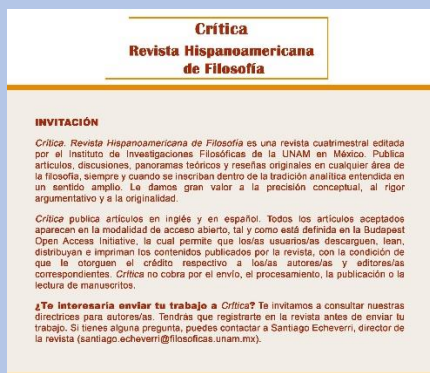 Crítica
Revista Hispanoamericana
de Filosofía
INVITACIÓN
Crítica. Revista Hispanoamericana de Filosofía es una revista cuatrimestral editada
por el Instituto de Investigaciones Filosóficas de la UNAM en México. Publica
artículos, discusiones, panoramas teóricos y reseñas originales en cualquier área de
la filosofía, siempre y cuando se inscriban dentro de la tradición analítica entendida en
un sentido amplio. Le damos gran valor a la precisión conceptual, al rigor
argumentativo y a la originalidad.
Crítica publica artículos en inglés y en español. Todos los artículos aceptados
aparecen en la modalidad de acceso abierto, tal y como está definida en la Budapest
Open Access Initiative, la cual permite que los/as usuarios/as descarguen, lean,
distribuyan e impriman los contenidos publicados por la revista, con la condición de
que le otorguen el crédito respectivo a los/as autores/as y editores/as
correspondientes. Crítica no cobra por el envío, el procesamiento, la publicación o la
lectura de manuscritos.
¿Te interesaría enviar tu trabajo a Crítica? Te invitamos a consultar nuestras
directrices para autores/as. Tendrás que registrarte en la revista antes de enviar tu
trabajo. Si tienes alguna pregunta, puedes contactar a Santiago Echeverri, director de
la revista (santiago.echeverri@filosoficas.unam.mx).